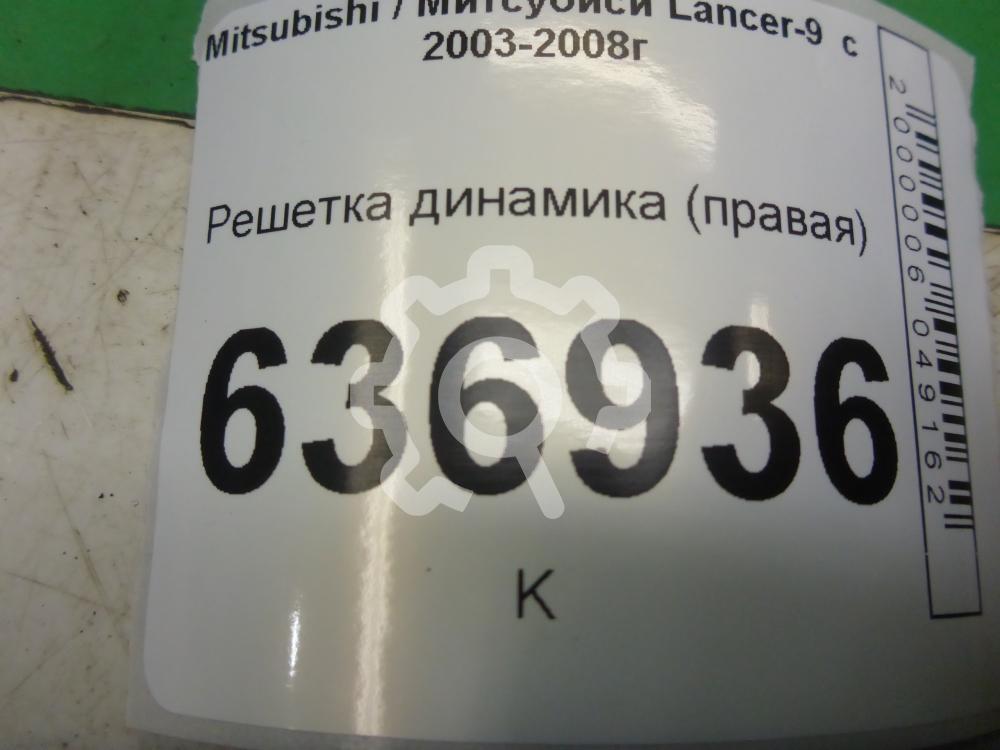 Mitsubishi / Митсубиси Lancer-9 с
2003-2008г
Решетка динамика (правая)
636936
К
2000006049162